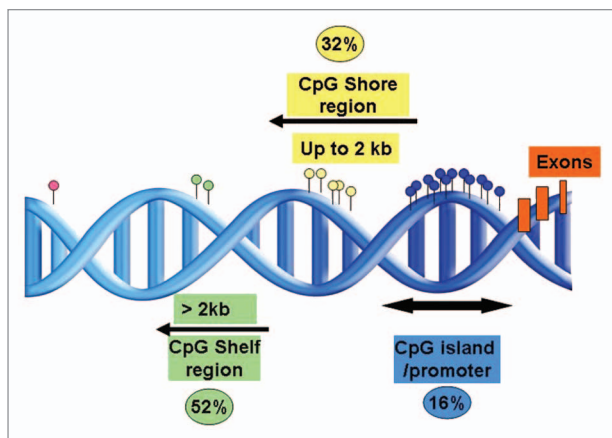 32%
CpG Shore
region
Up to 2 kb
Exons
> 2kb
CpG Shelf
region
52%
CpG island
/promoter
16%